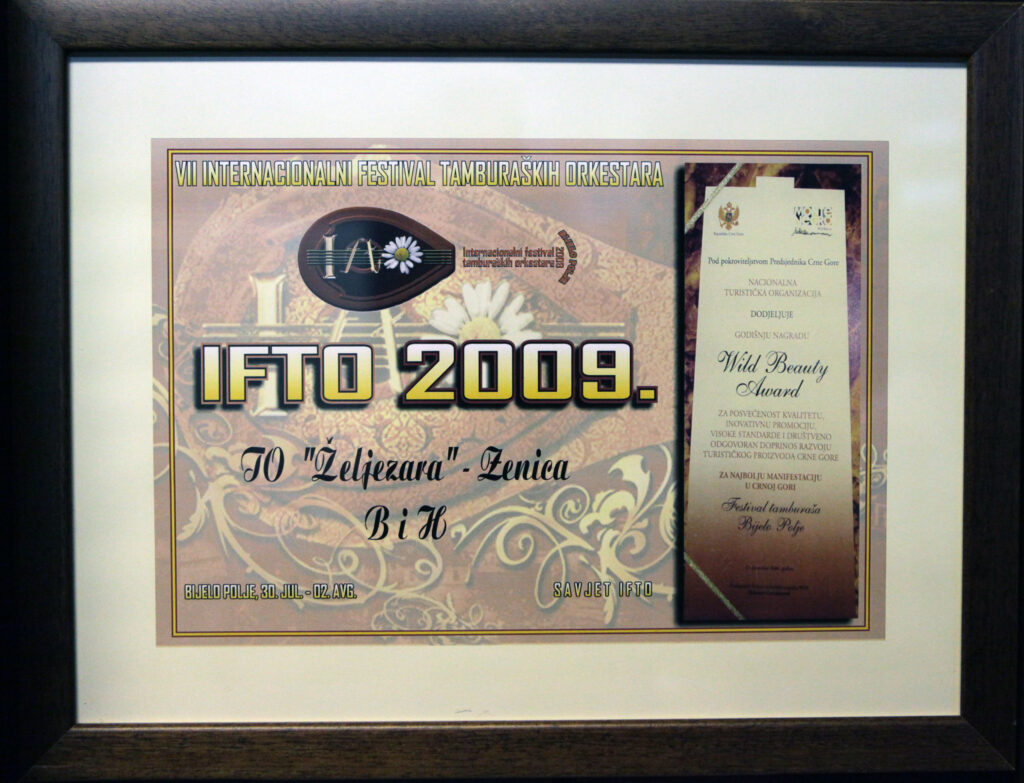 VII INTERNACIONALNI FESTIVAL TAMBURAŠKIH ORKESTARA
Internacionalni festival
tamburaških orkestara
BIJELO POLJE
IFTO 2009.
TO "Željezara" - Zenica
B i H
BIJELO POLJE, 30. JUL. - 02. AVG.
SAVJET IFTO
Pod pokroviteljstvom Predsjednika Crne Gore
NACIONALNA
TURISTIČKA ORGANIZACIJA
DODJELJUJE
GODIŠNJU NAGRADU
Wild Beauty
Award
ZA POSVEĆENOST KVALITETU,
INOVATIVNU PROMOCIJU,
VISOKE STANDARDE I DRUŠTVENO
ODGOVORAN DOPRINOS RAZVOJU
TURISTIČKOG PROIZVODA CRNE GORE
ZA NAJBOLJU MANIFESTACIJU
U CRNOJ GORI
Festival tamburaša
Bijelo Polje